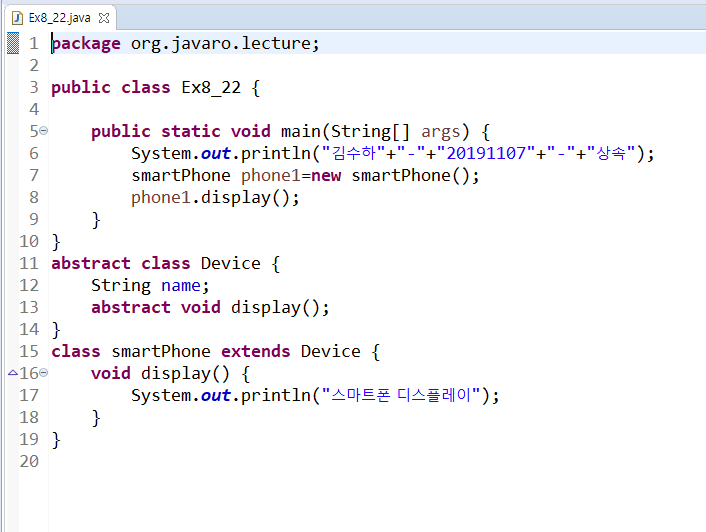 Ex8_22.java
1 package org.javaro.lecture;
2
3 public class Ex8_22 {
4
5     public static void main(String[] args) {
6         System.out.println("김수하"+"-"+"20191107"+"-"+"상속");
7         smartPhone phone1=new smartPhone();
8         phone1.display();
9     }
10 }
11 abstract class Device {
12     String name;
13     abstract void display();
14 }
15 class smartPhone extends Device {
16     void display() {
17         System.out.println("스마트폰 디스플레이");
18     }
19 }
20